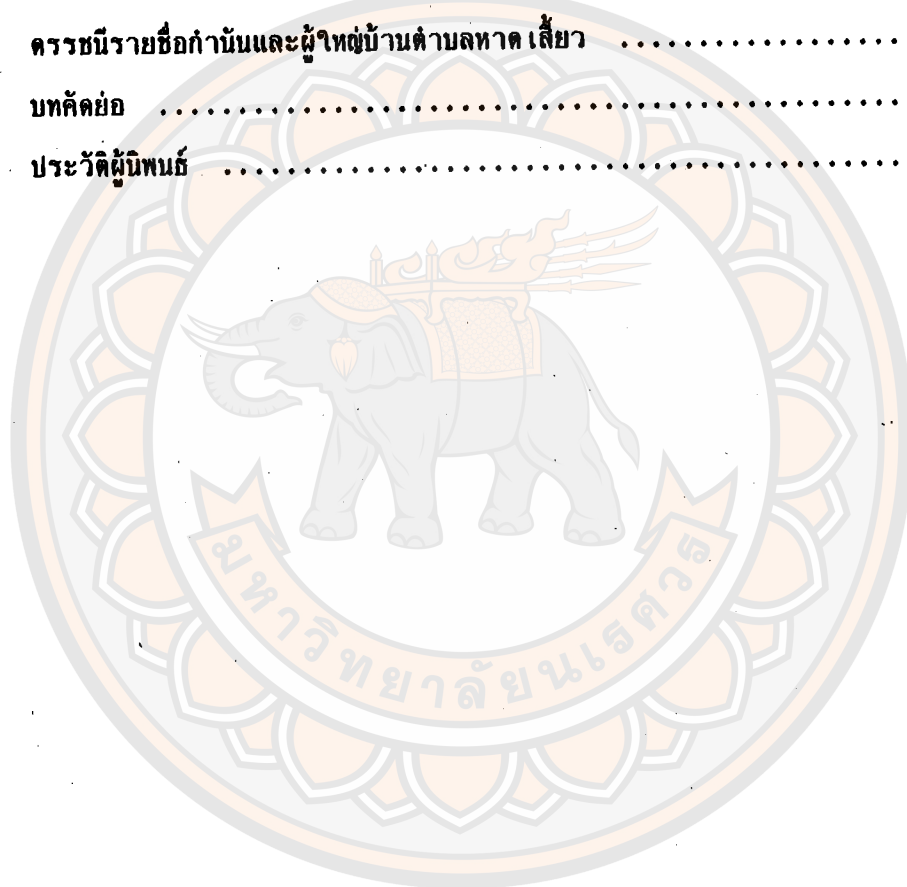 ดรรชนีรายชื่อกำนันและผู้ใหญ่บ้านตำบลหาดเสี้ยว ..................
บทคัดย่อ ................................................
ประวัติผู้นิพนธ์ ............................................
มหาวิทยาลัยนเรศวร